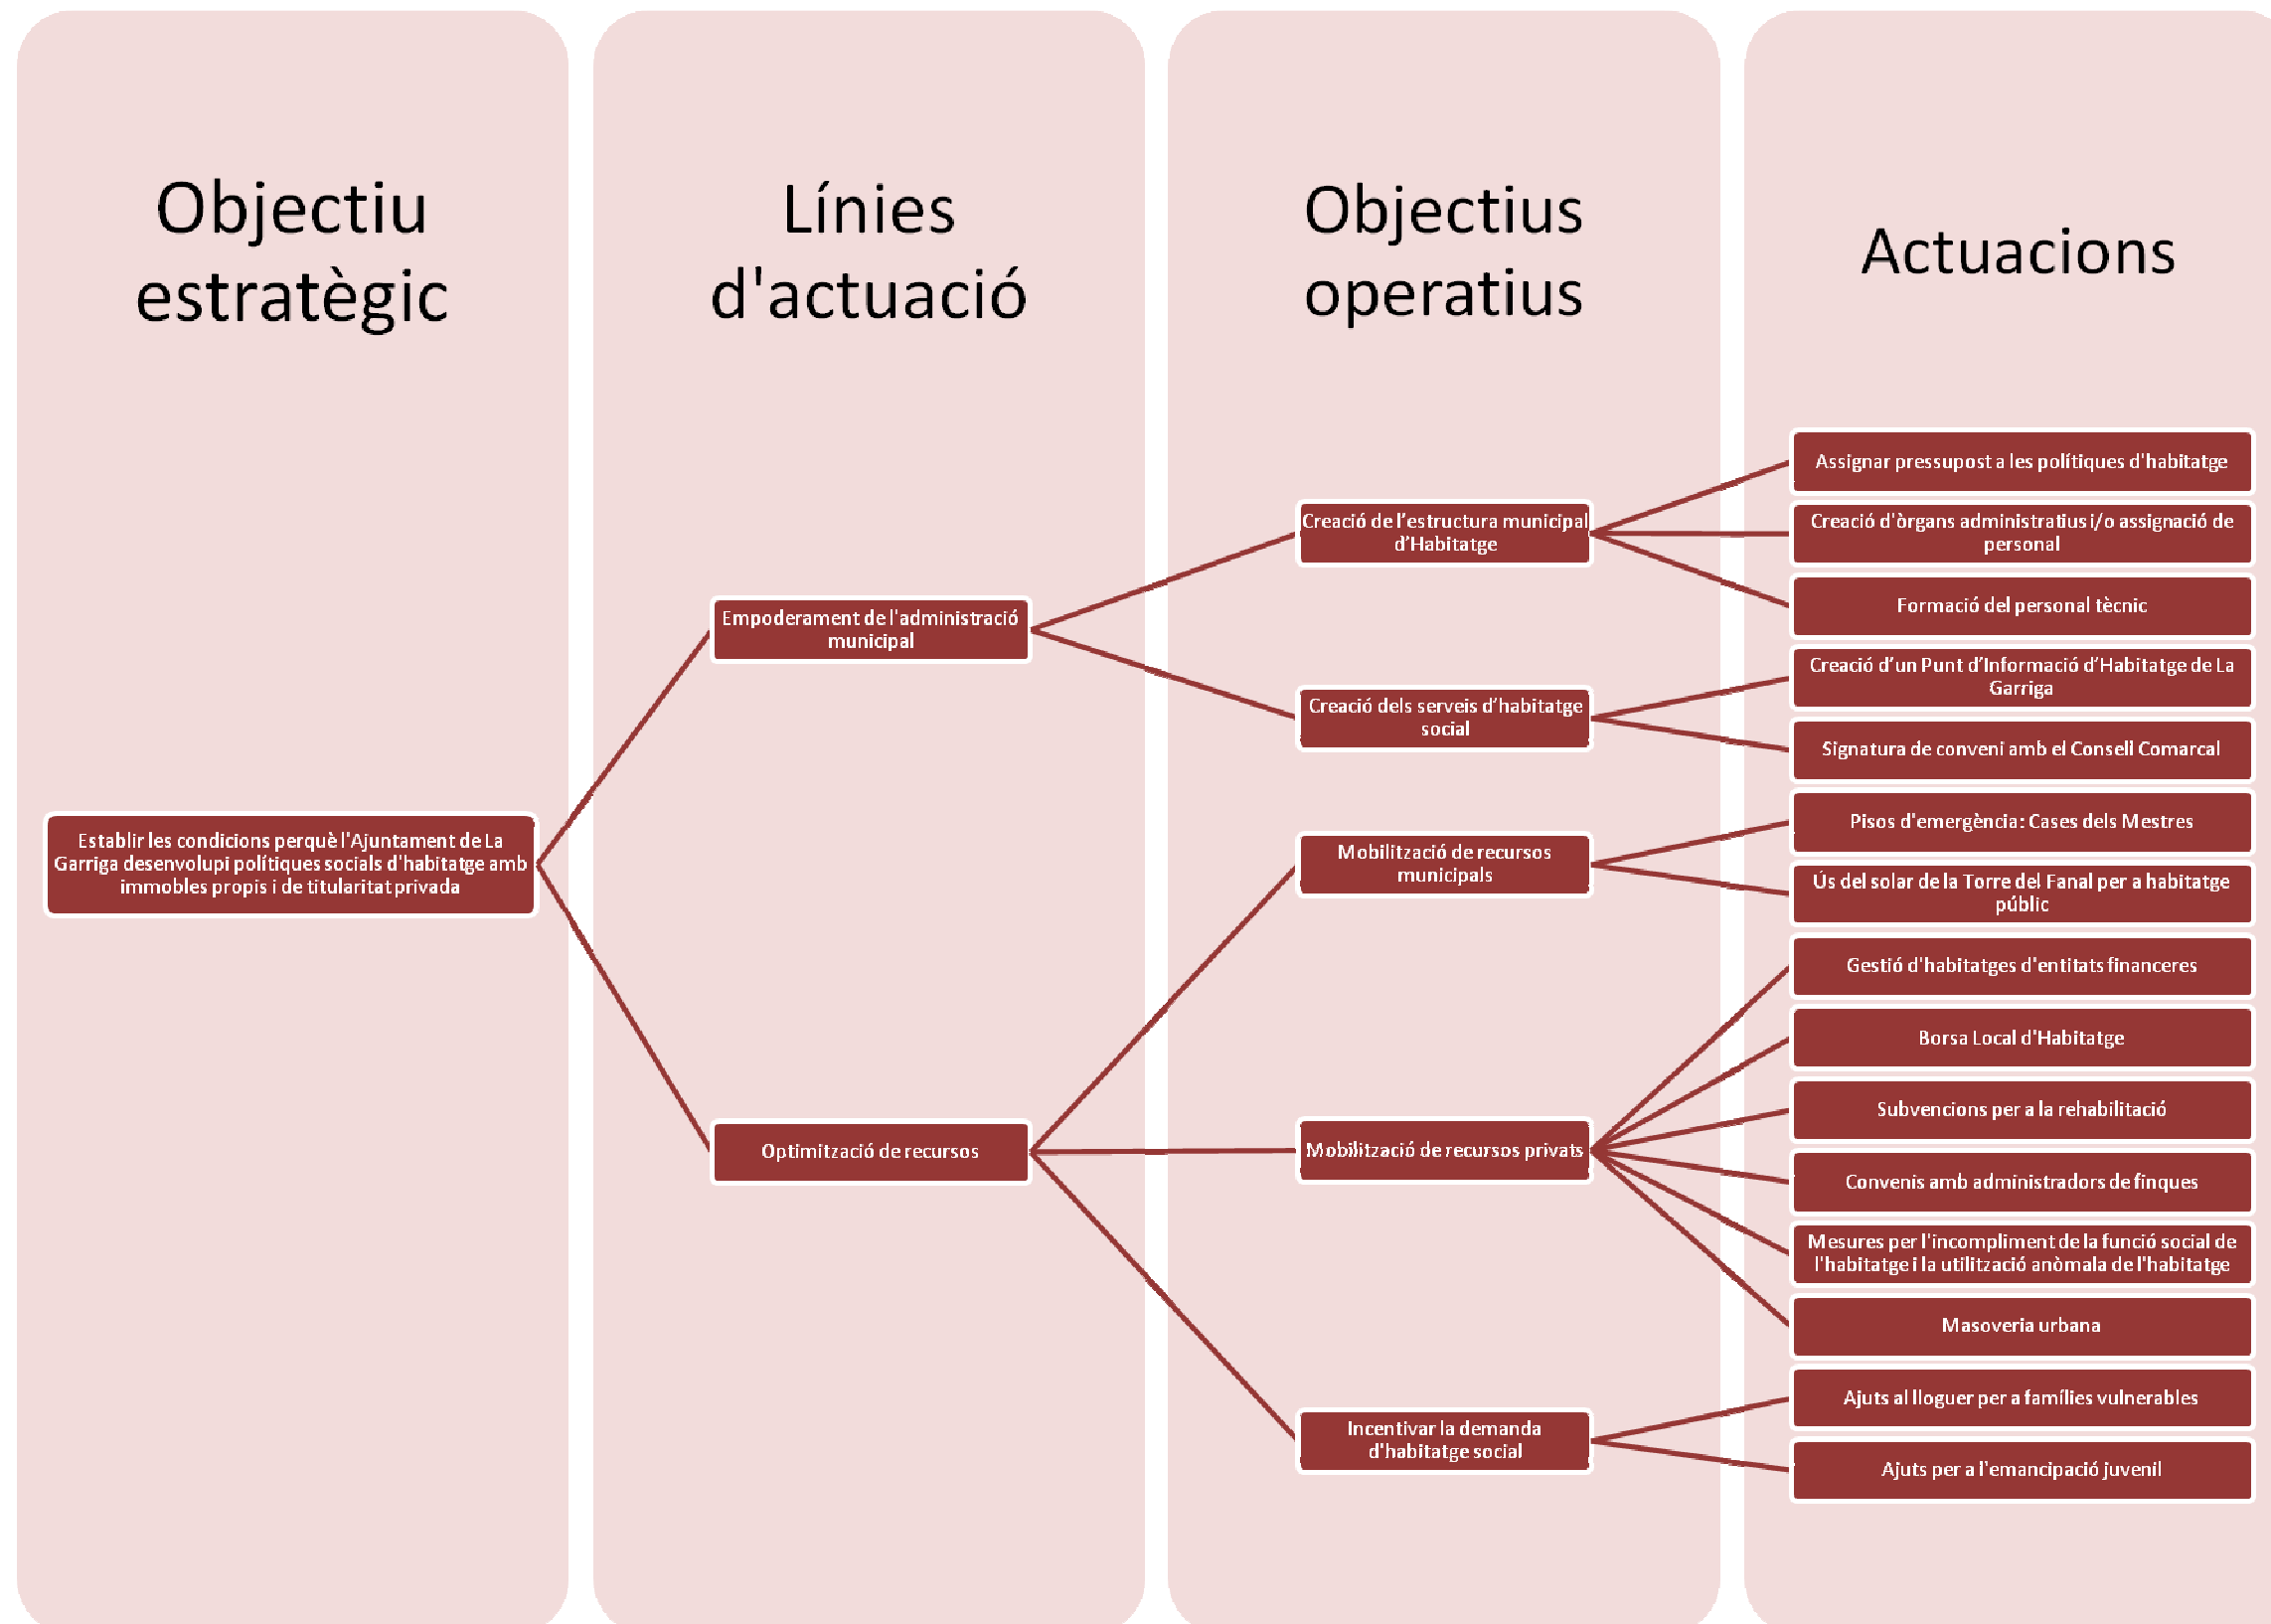 Objectiu
estratègic
Línies
d'actuació
Objectius
operatius
Actuacions
Establir les condicions perquè l'Ajuntament de La
Garriga desenvolupi polítiques socials d'habitatge amb
immobles propis i de titularitat privada
Empoderament de l'administració
municipal
Optimització de recursos
Creació de l’estructura municipal
d’Habitatge
Creació dels serveis d’habitatge
social
Mobilització de recursos
municipals
Mobilització de recursos privats
Incentivar la demanda
d'habitatge social
Assignar pressupost a les polítiques d'habitatge
Creació d'òrgans administratius i/o assignació de
personal
Formació del personal tècnic
Creació d’un Punt d’Informació d’Habitatge de La
Garriga
Signatura de conveni amb el Consell Comarcal
Pisos d'emergència: Cases dels Mestres
Ús del solar de la Torre del Fanal per a habitatge
públic
Gestió d'habitatges d'entitats financeres
Borsa Local d'Habitatge
Subvencions per a la rehabilitació
Convenis amb administradors de finques
Mesures per l'incompliment de la funció social de
l'habitatge i la utilització anòmala de l'habitatge
Masoveria urbana
Ajuts al lloguer per a famílies vulnerables
Ajuts per a l’emancipació juvenil